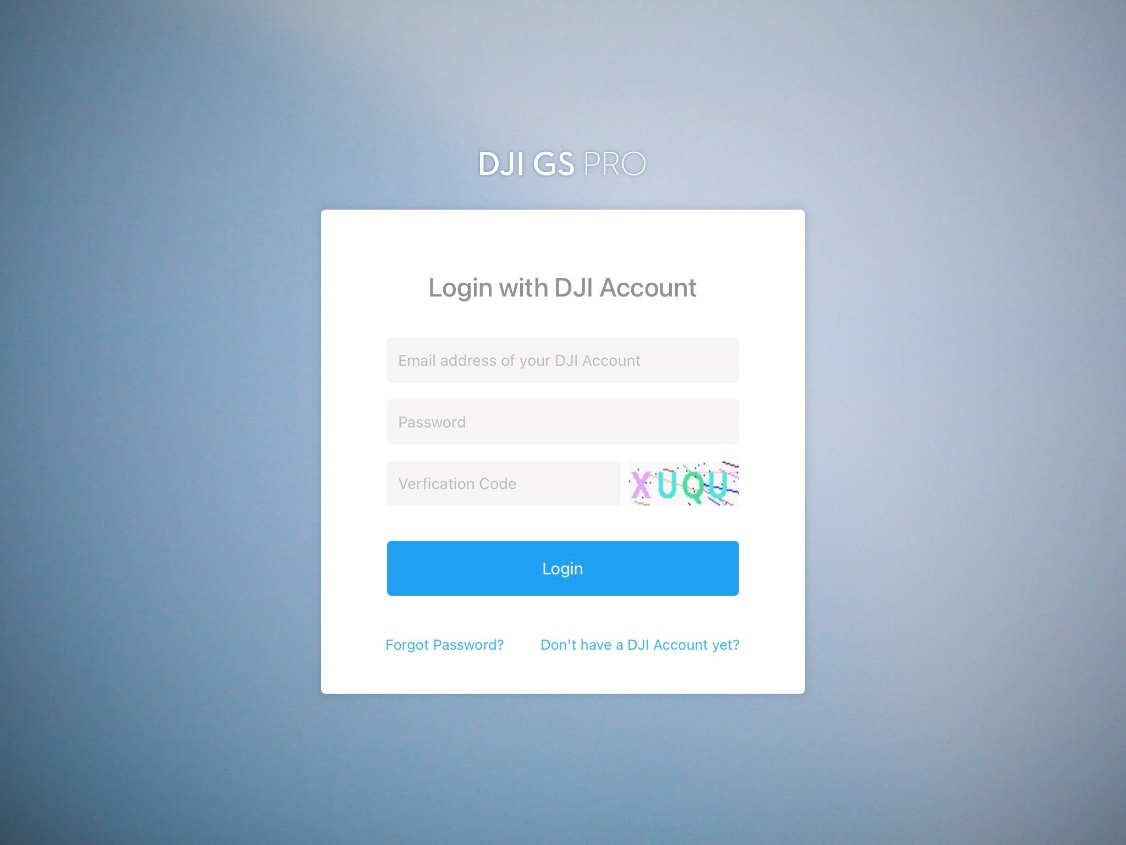 DJI GS PRO
Login with DJI Account
Email address of your DJI Account
Password
Verfication Code
XUQU
Login
Forgot Password? Don't have a DJI Account yet?